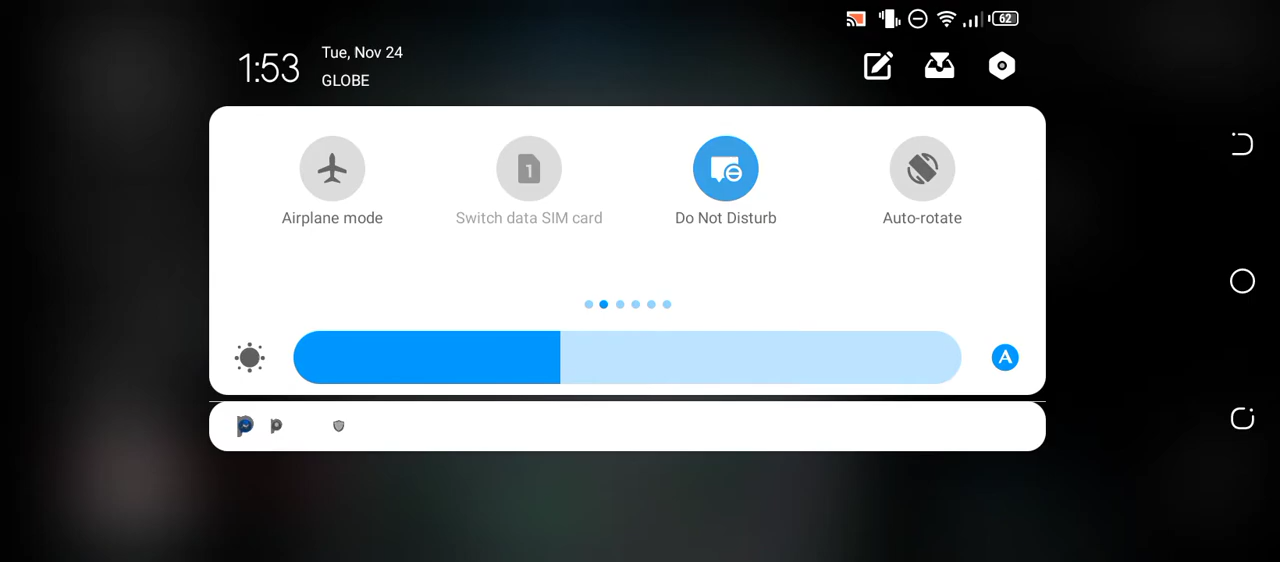 62
1:53
Tue, Nov 24
GLOBE
1
Airplane mode
Switch data SIM card
Do Not Disturb
Auto-rotate
A
P
P